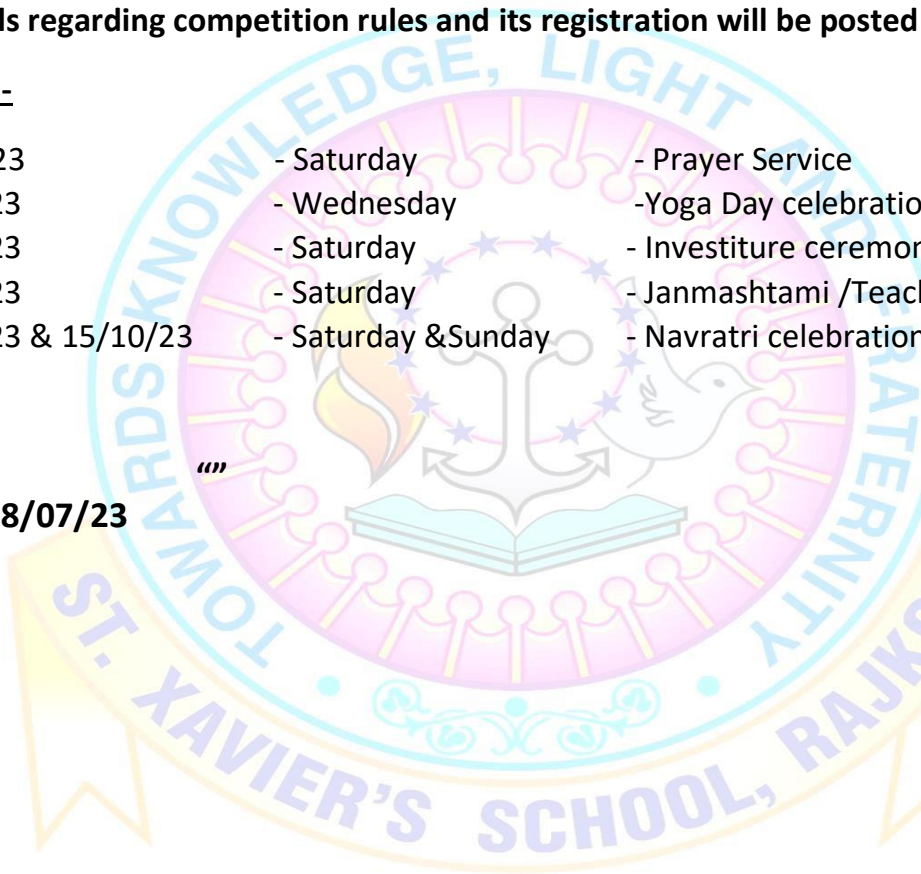 ls regarding competition rules and its registration will be posted
-
23 - Saturday - Prayer Service
23 - Wednesday -Yoga Day celebratio
23 - Saturday - Investiture ceremon
23 - Saturday - Janmashtami /Teach
23 & 15/10/23 - Saturday &Sunday - Navratri celebration
“”
8/07/23
TOWARDS KNOWLEDGE, LIGHT AND FRATERNITY
ST. XAVIER'S SCHOOL, RAJK